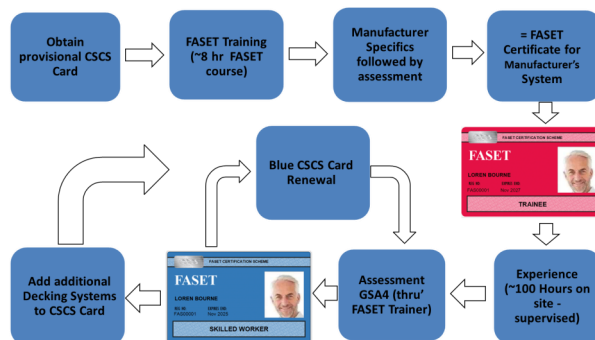 Obtain
provisional CSCS
Card
FASET Training
(~8 hr FASET
course)
Manufacturer
Specifics
followed by
assessment
= FASET
Certificate for
Manufacturer's
System
FASET CERTIFICATION SCHEME
FASET
LOREN BOURNE
TRAINEE
Experience
(~100 Hours on
site -
supervised)
Assessment
GSA4 (thru'
FASET Trainer)
Blue CSCS Card
Renewal
FASET CERTIFICATION SCHEME
FASET
LOREN BOURNE
SKILLED WORKER
Add additional
Decking Systems
to CSCS Card